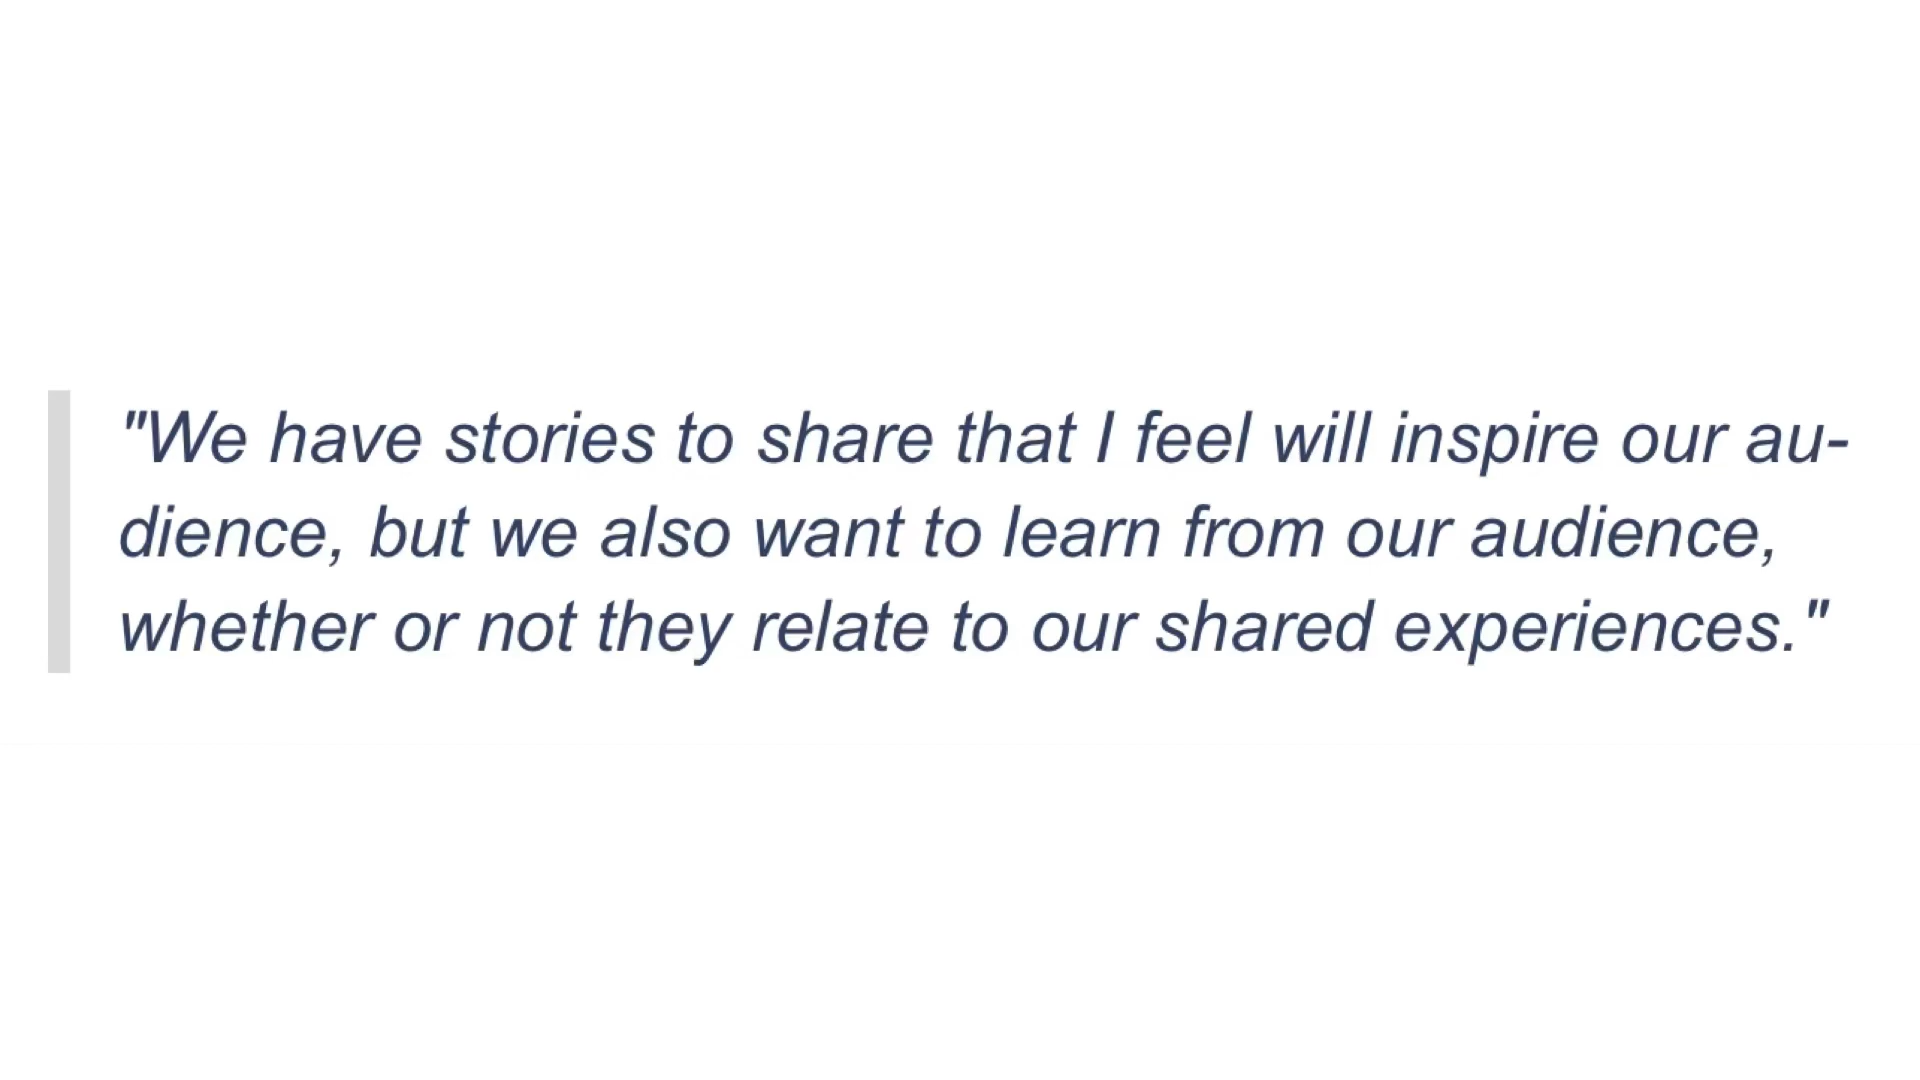 "We have stories to share that I feel will inspire our au-
dience, but we also want to learn from our audience,
whether or not they relate to our shared experiences."